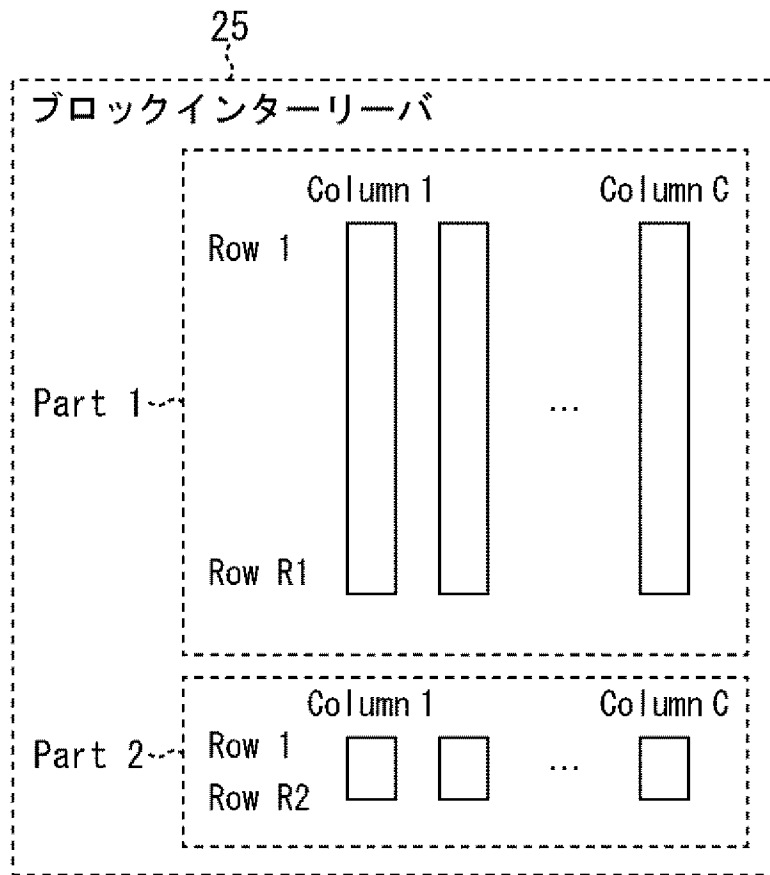 25
ブロックインターリーバ
Column 1 Column C
Row 1
Part 1 ...
Row R1
Column 1 Column C
Part 2 Row 1 ...
Row R2